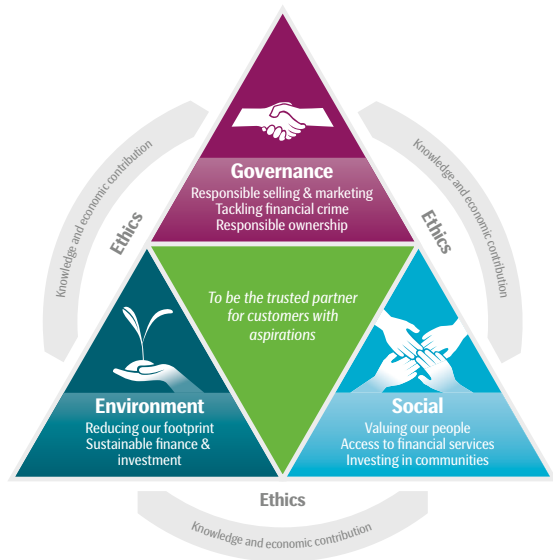 Governance
Responsible selling & marketing
Tackling financial crime
Responsible ownership
Knowledge and economic contribution
Ethics
Knowledge and economic contribution
Ethics
To be the trusted partner
for customers with
aspirations
Environment
Reducing our footprint
Sustainable finance &
investment
Social
Valuing our people
Access to financial services
Investing in communities
Ethics
Knowledge and economic contribution